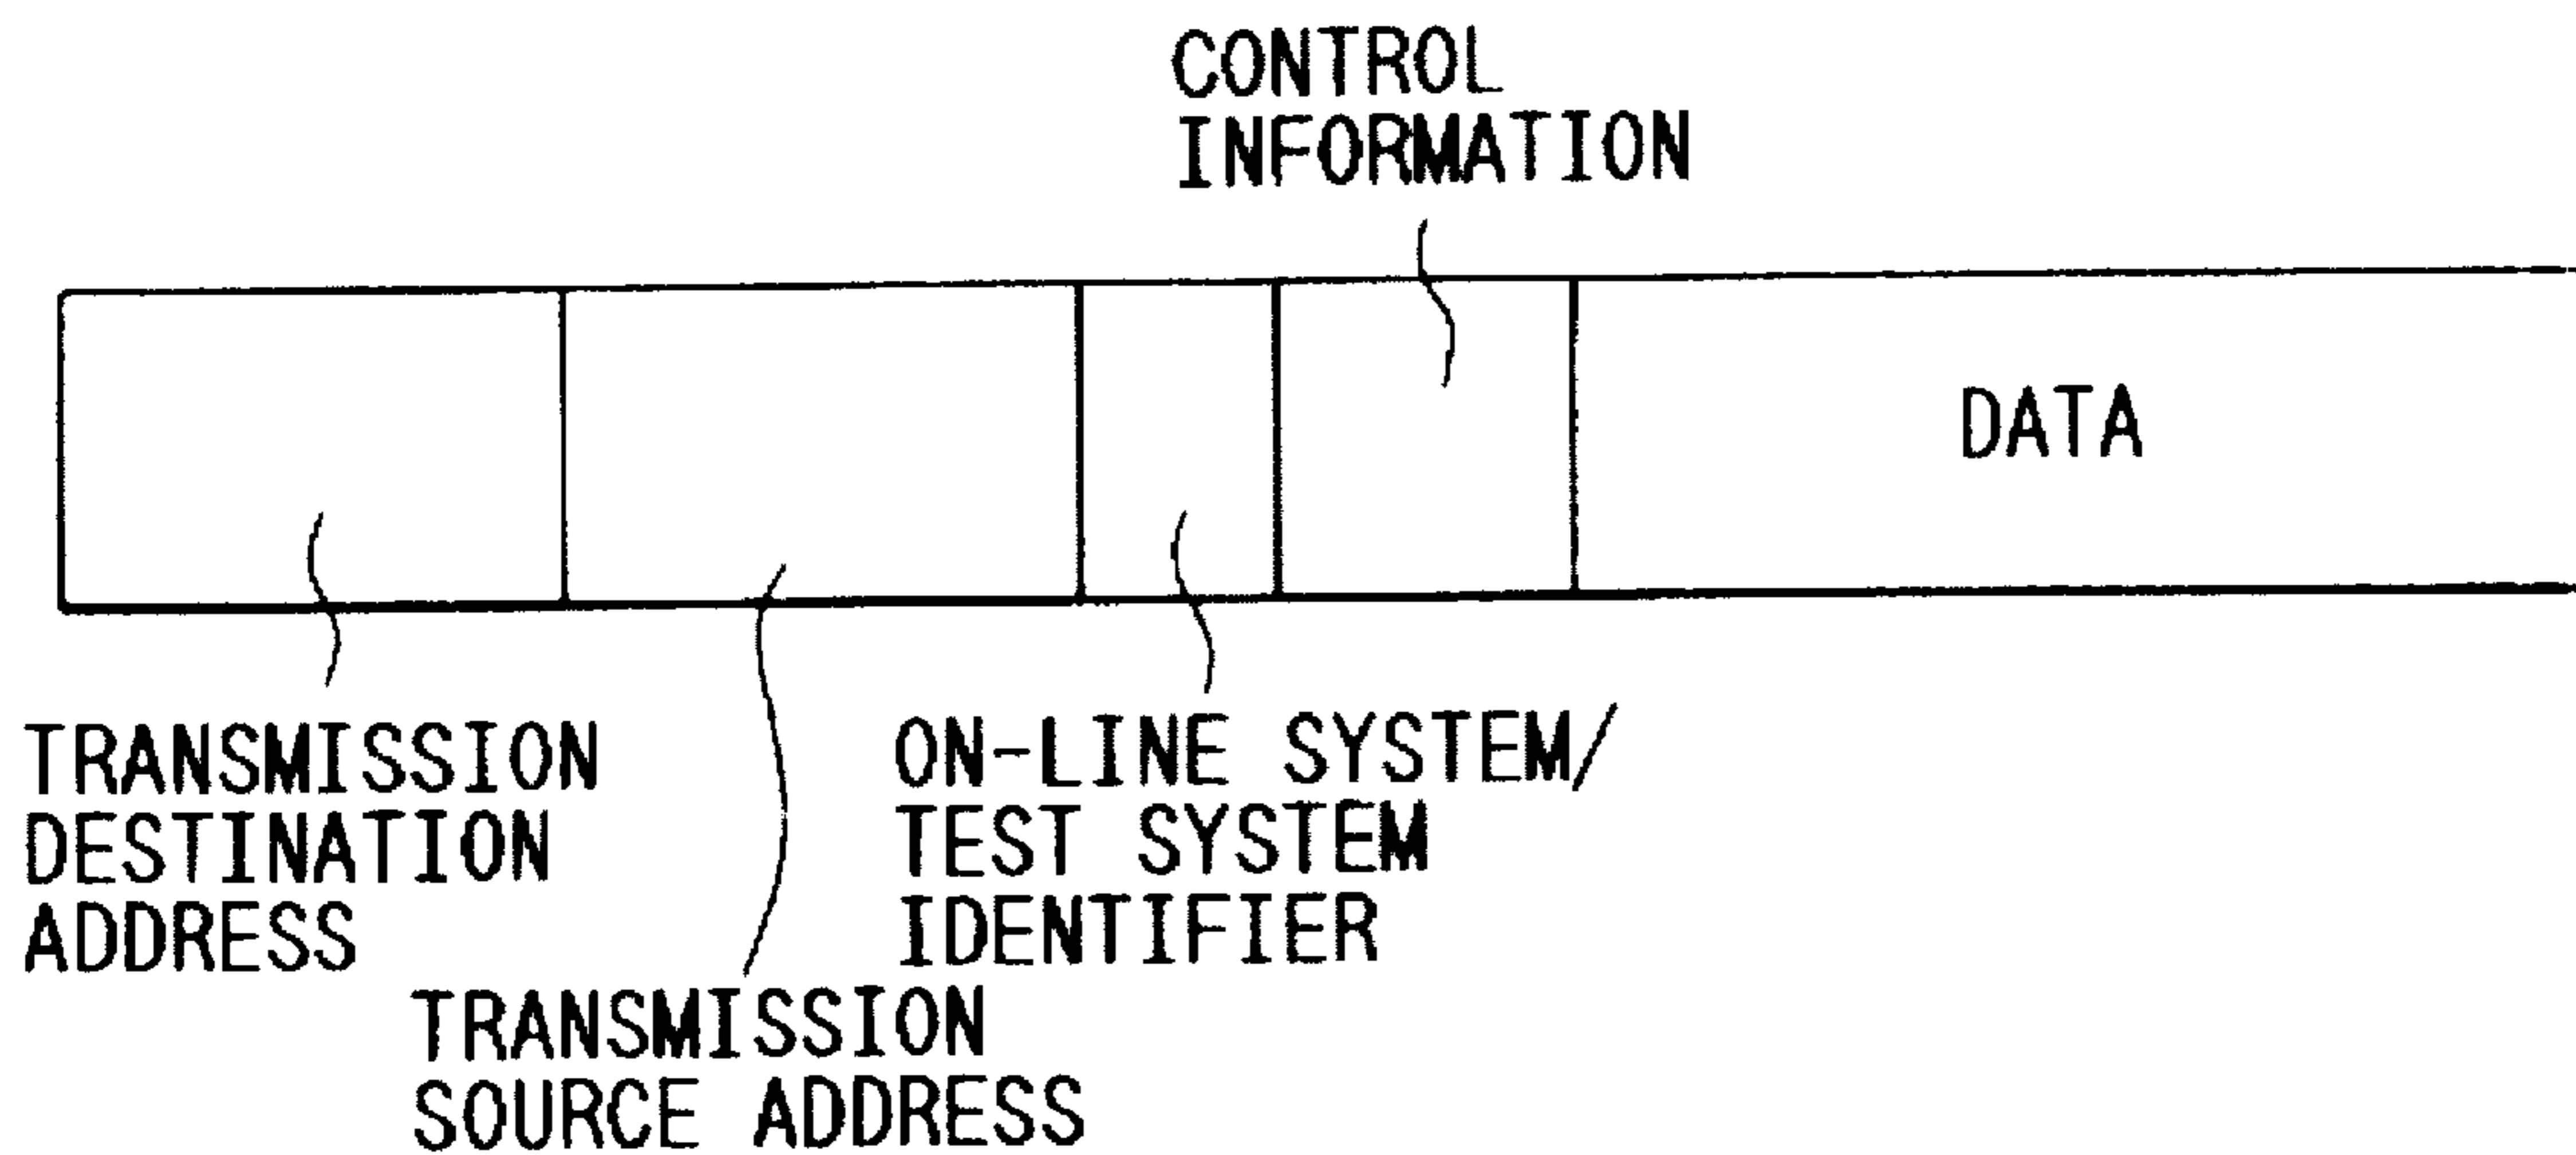 CONTROL
INFORMATION
DATA
TRANSMISSION
DESTINATION
ADDRESS
TRANSMISSION
SOURCE ADDRESS
ON-LINE SYSTEM/
TEST SYSTEM
IDENTIFIER